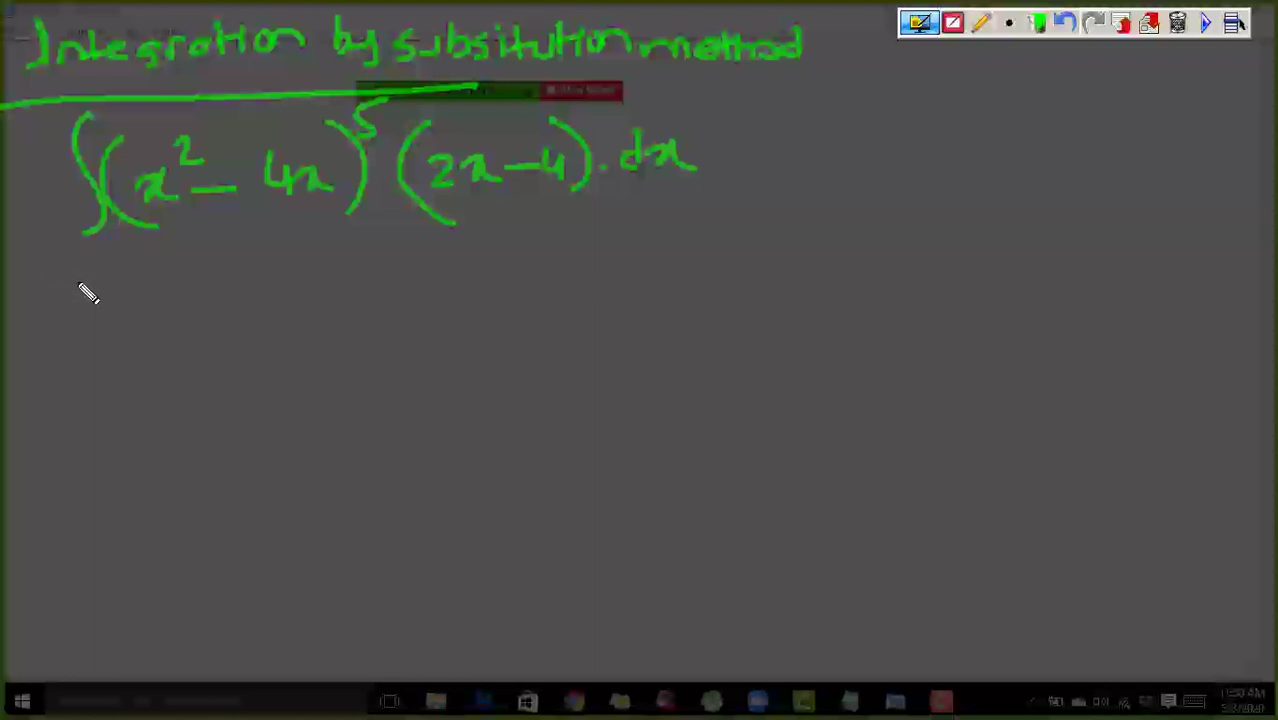 Integration by subsitution method
∫(x² - 4x)⁵ (2x-4).dx